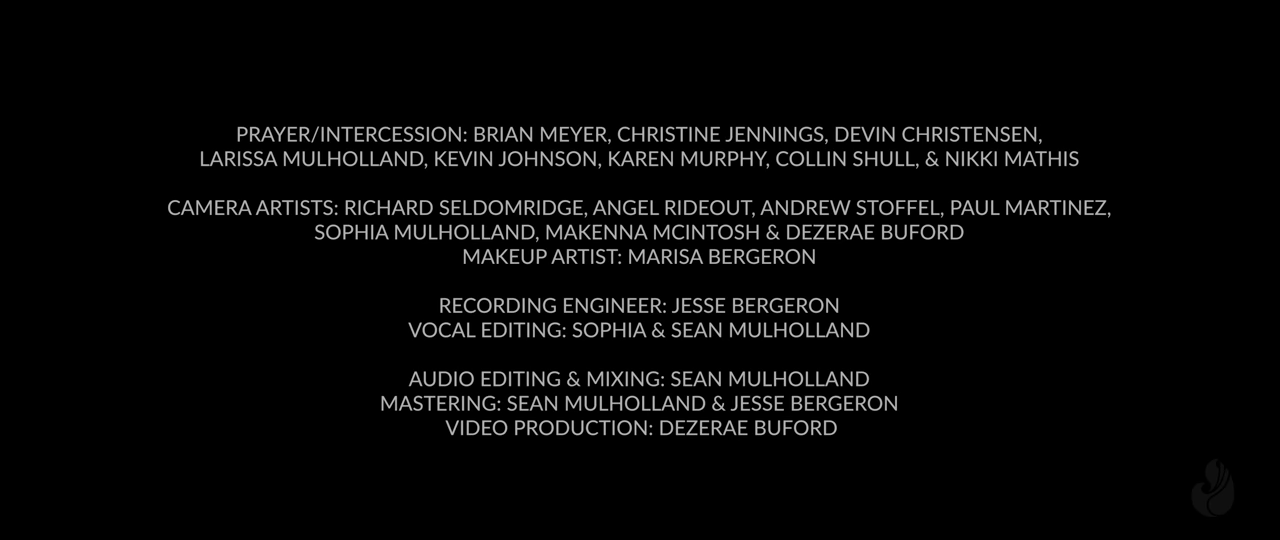 PRAYER/INTERCESSION: BRIAN MEYER, CHRISTINE JENNINGS, DEVIN CHRISTENSEN,
LARISSA MULHOLLAND, KEVIN JOHNSON, KAREN MURPHY, COLLIN SHULL, & NIKKI MATHIS
CAMERA ARTISTS: RICHARD SELDOMRIDGE, ANGEL RIDEOUT, ANDREW STOFFEL, PAUL MARTINEZ,
SOPHIA MULHOLLAND, MAKENNA MCINTOSH & DEZERAE BUFORD
MAKEUP ARTIST: MARISA BERGERON
RECORDING ENGINEER: JESSE BERGERON
VOCAL EDITING: SOPHIA & SEAN MULHOLLAND
AUDIO EDITING & MIXING: SEAN MULHOLLAND
MASTERING: SEAN MULHOLLAND & JESSE BERGERON
VIDEO PRODUCTION: DEZERAE BUFORD